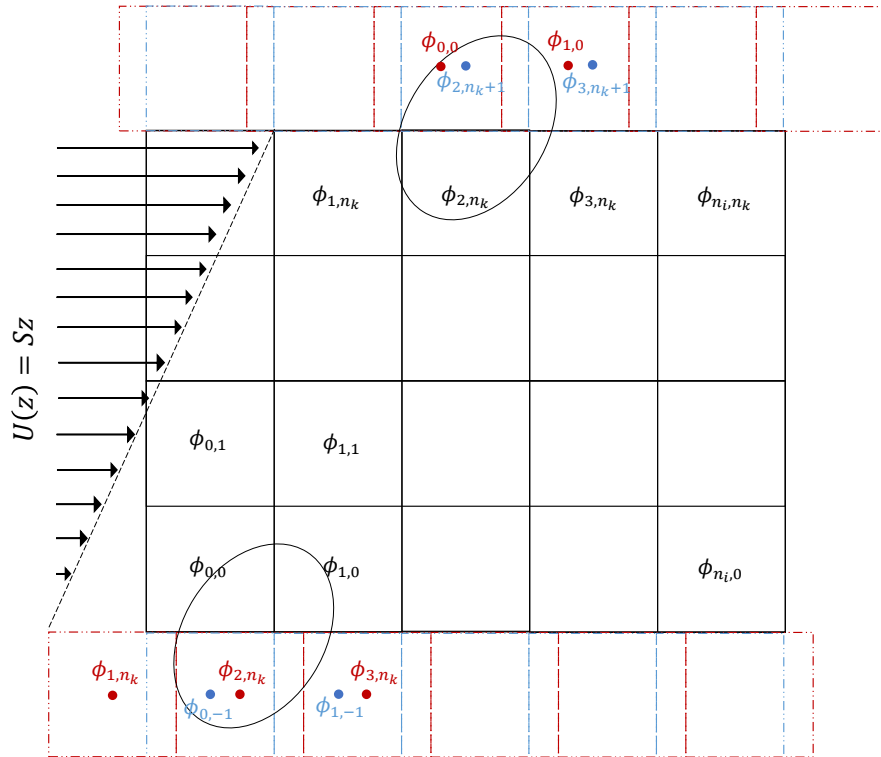 ϕ₀,₀ ϕ₁,₀
ϕ₂,ₙₖ₊₁ ϕ₃,ₙₖ₊₁
ϕ₁,ₙₖ ϕ₂,ₙₖ ϕ₃,ₙₖ ϕₙᵢ,ₙₖ
U(z) = Sz
ϕ₀,₁ ϕ₁,₁
ϕ₀,₀ ϕ₁,₀ ϕₙᵢ,₀
ϕ₁,ₙₖ ϕ₂,ₙₖ ϕ₃,ₙₖ
ϕ₀,₋₁ ϕ₁,₋₁